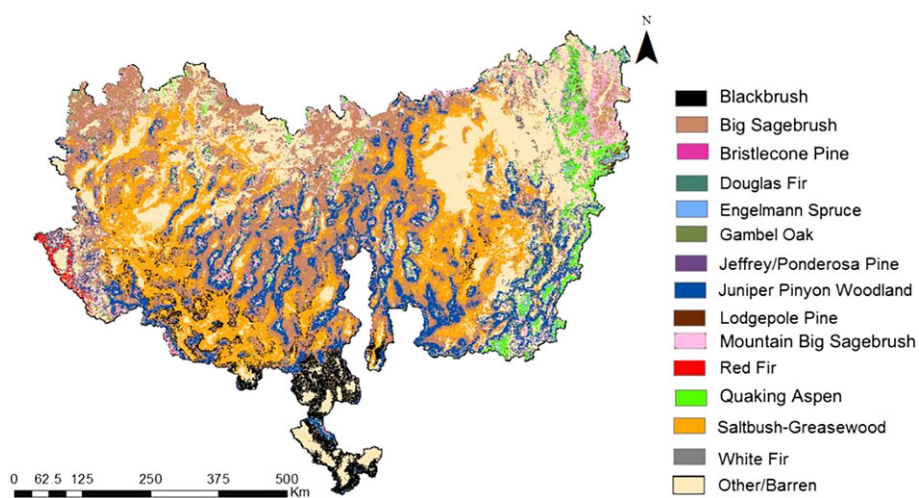 N
Blackbrush
Big Sagebrush
Bristlecone Pine
Douglas Fir
Engelmann Spruce
Gambel Oak
Jeffrey/Ponderosa Pine
Juniper Pinyon Woodland
Lodgepole Pine
Mountain Big Sagebrush
Red Fir
Quaking Aspen
Saltbush-Greasewood
White Fir
Other/Barren
0 62.5 125 250 375 500
Km